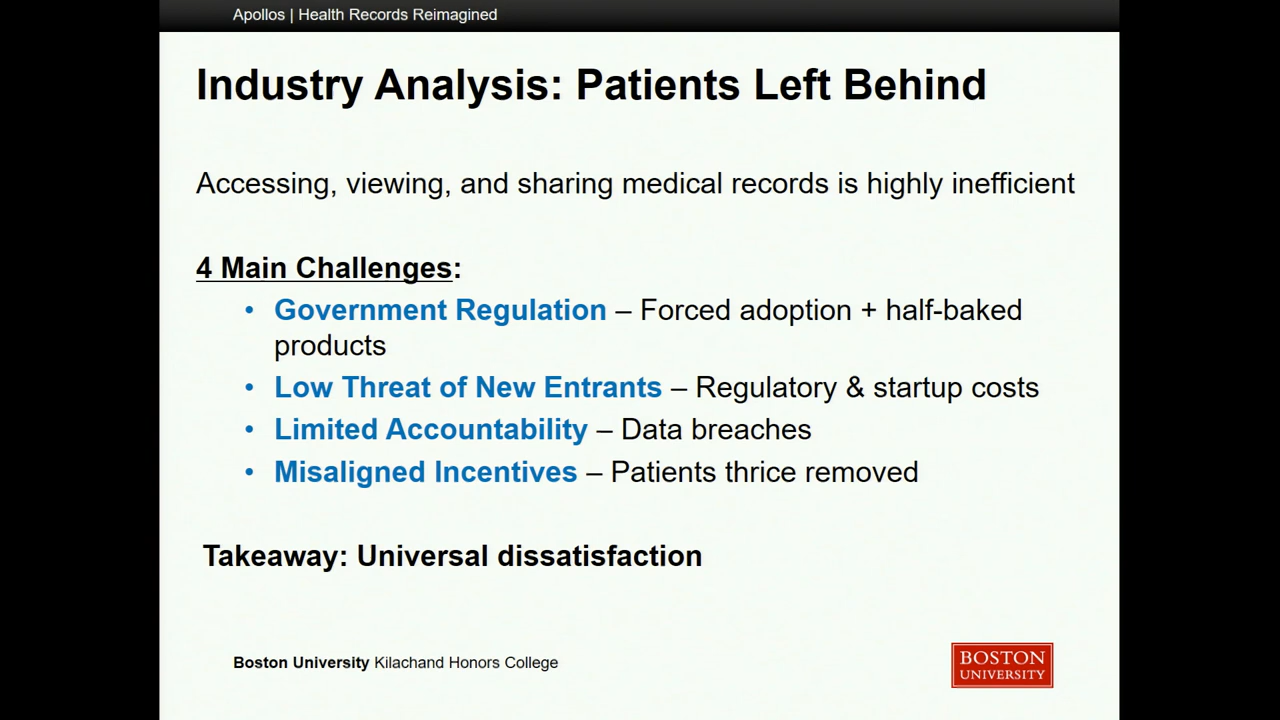 Apollos | Health Records Reimagined
Industry Analysis: Patients Left Behind
Accessing, viewing, and sharing medical records is highly inefficient
4 Main Challenges:
• Government Regulation – Forced adoption + half-baked
products
• Low Threat of New Entrants – Regulatory & startup costs
• Limited Accountability – Data breaches
• Misaligned Incentives – Patients thrice removed
Takeaway: Universal dissatisfaction
Boston University Kilachand Honors College
BOSTON
UNIVERSITY